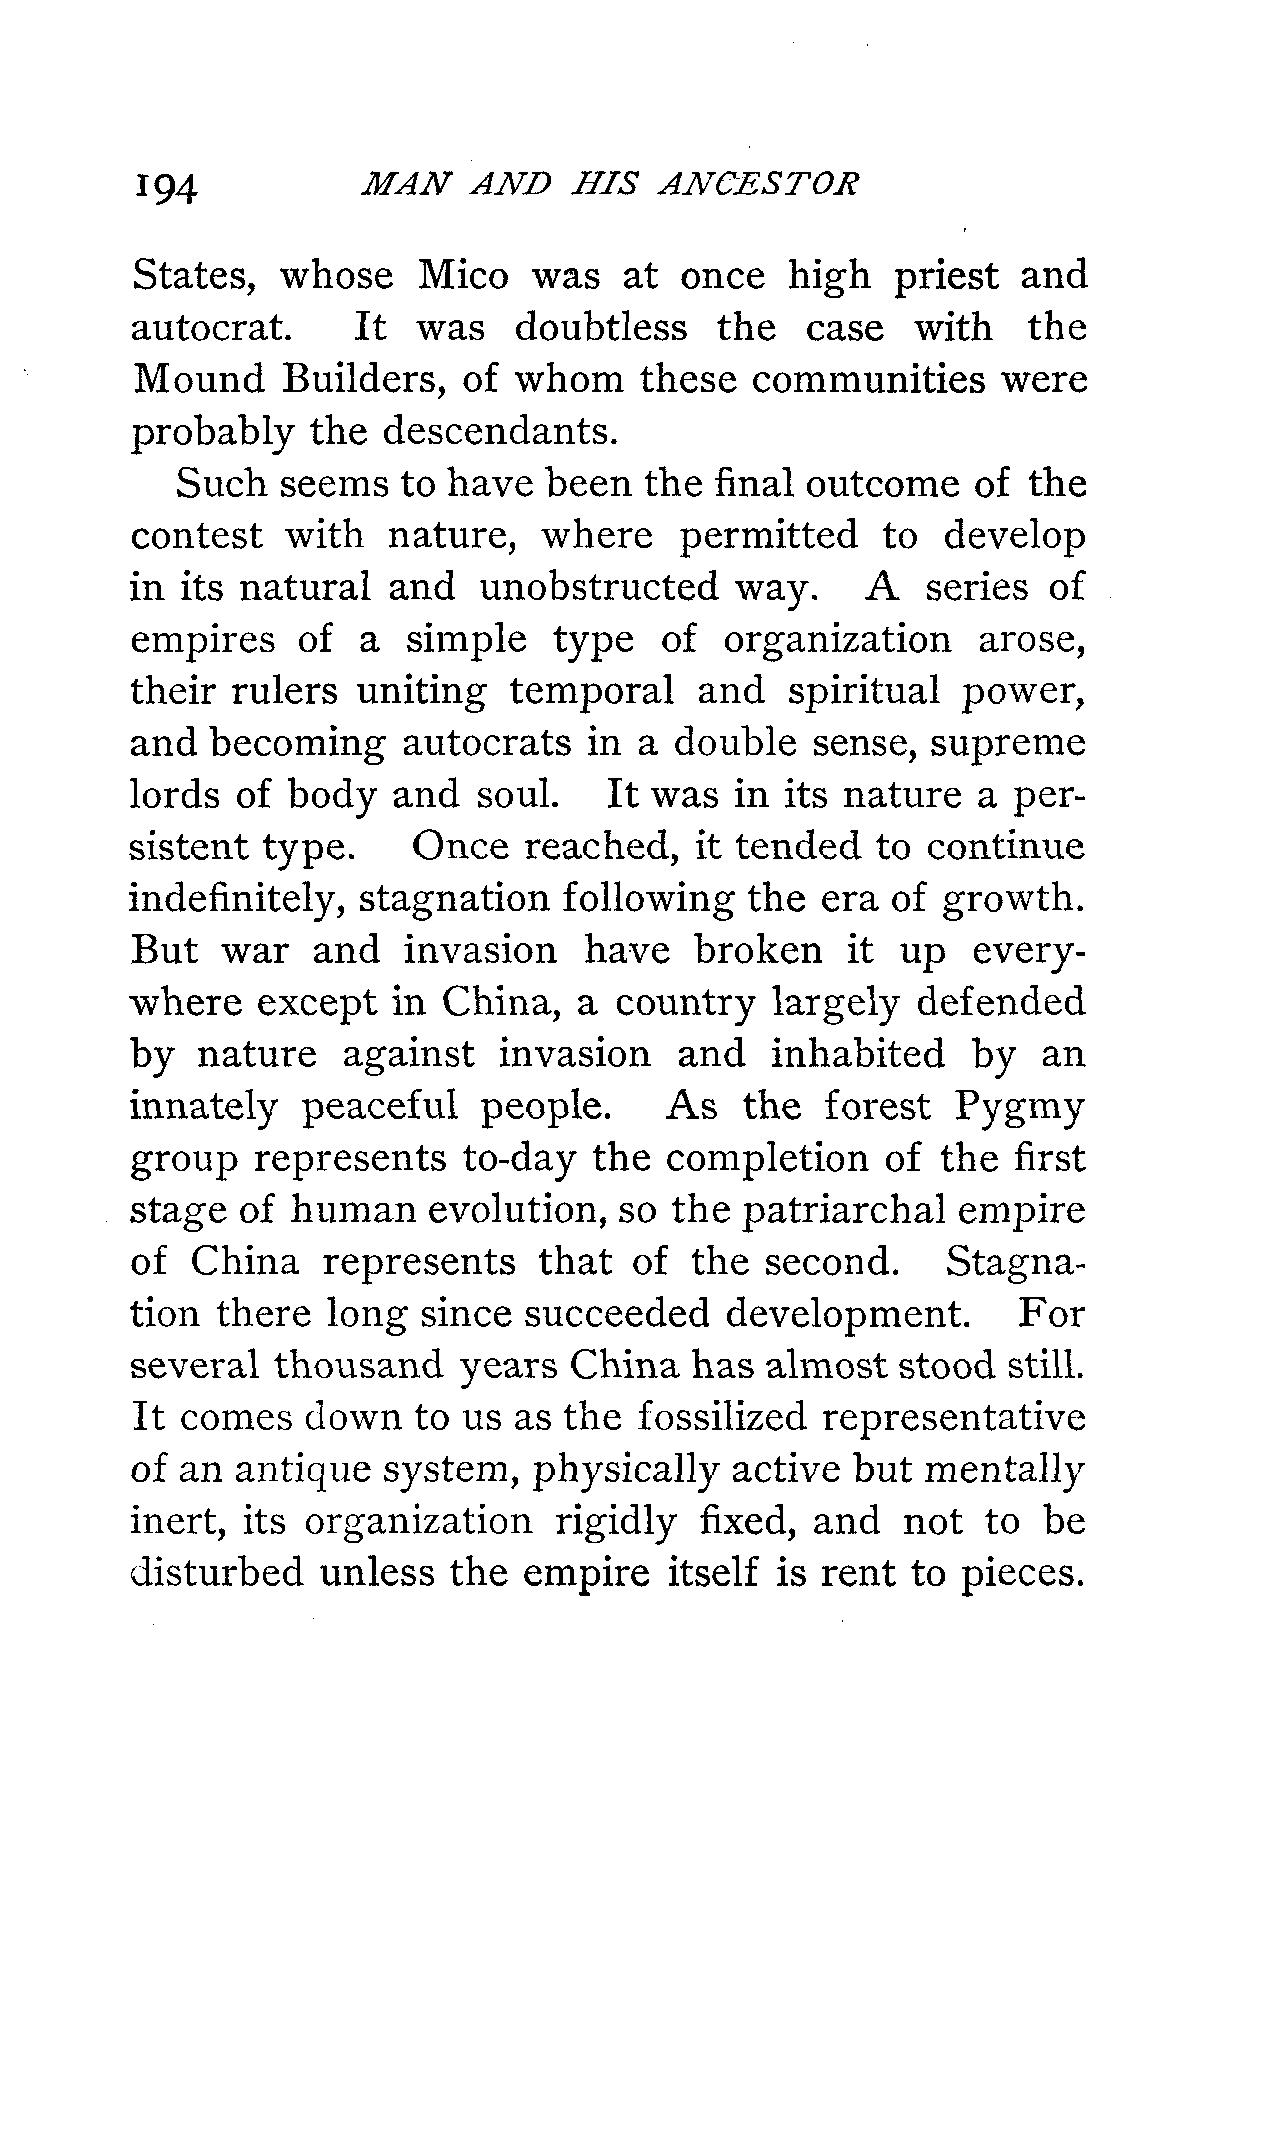 194 MAN AND HIS ANCESTOR
States, whose Mico was at once high priest and
autocrat. It was doubtless the case with the
Mound Builders, of whom these communities were
probably the descendants.
Such seems to have been the final outcome of the
contest with nature, where permitted to develop
in its natural and unobstructed way. A series of
empires of a simple type of organization arose,
their rulers uniting temporal and spiritual power,
and becoming autocrats in a double sense, supreme
lords of body and soul. It was in its nature a per-
sistent type. Once reached, it tended to continue
indefinitely, stagnation following the era of growth.
But war and invasion have broken it up every-
where except in China, a country largely defended
by nature against invasion and inhabited by an
innately peaceful people. As the forest Pygmy
group represents to-day the completion of the first
stage of human evolution, so the patriarchal empire
of China represents that of the second. Stagna-
tion there long since succeeded development. For
several thousand years China has almost stood still.
It comes down to us as the fossilized representative
of an antique system, physically active but mentally
inert, its organization rigidly fixed, and not to be
disturbed unless the empire itself is rent to pieces.